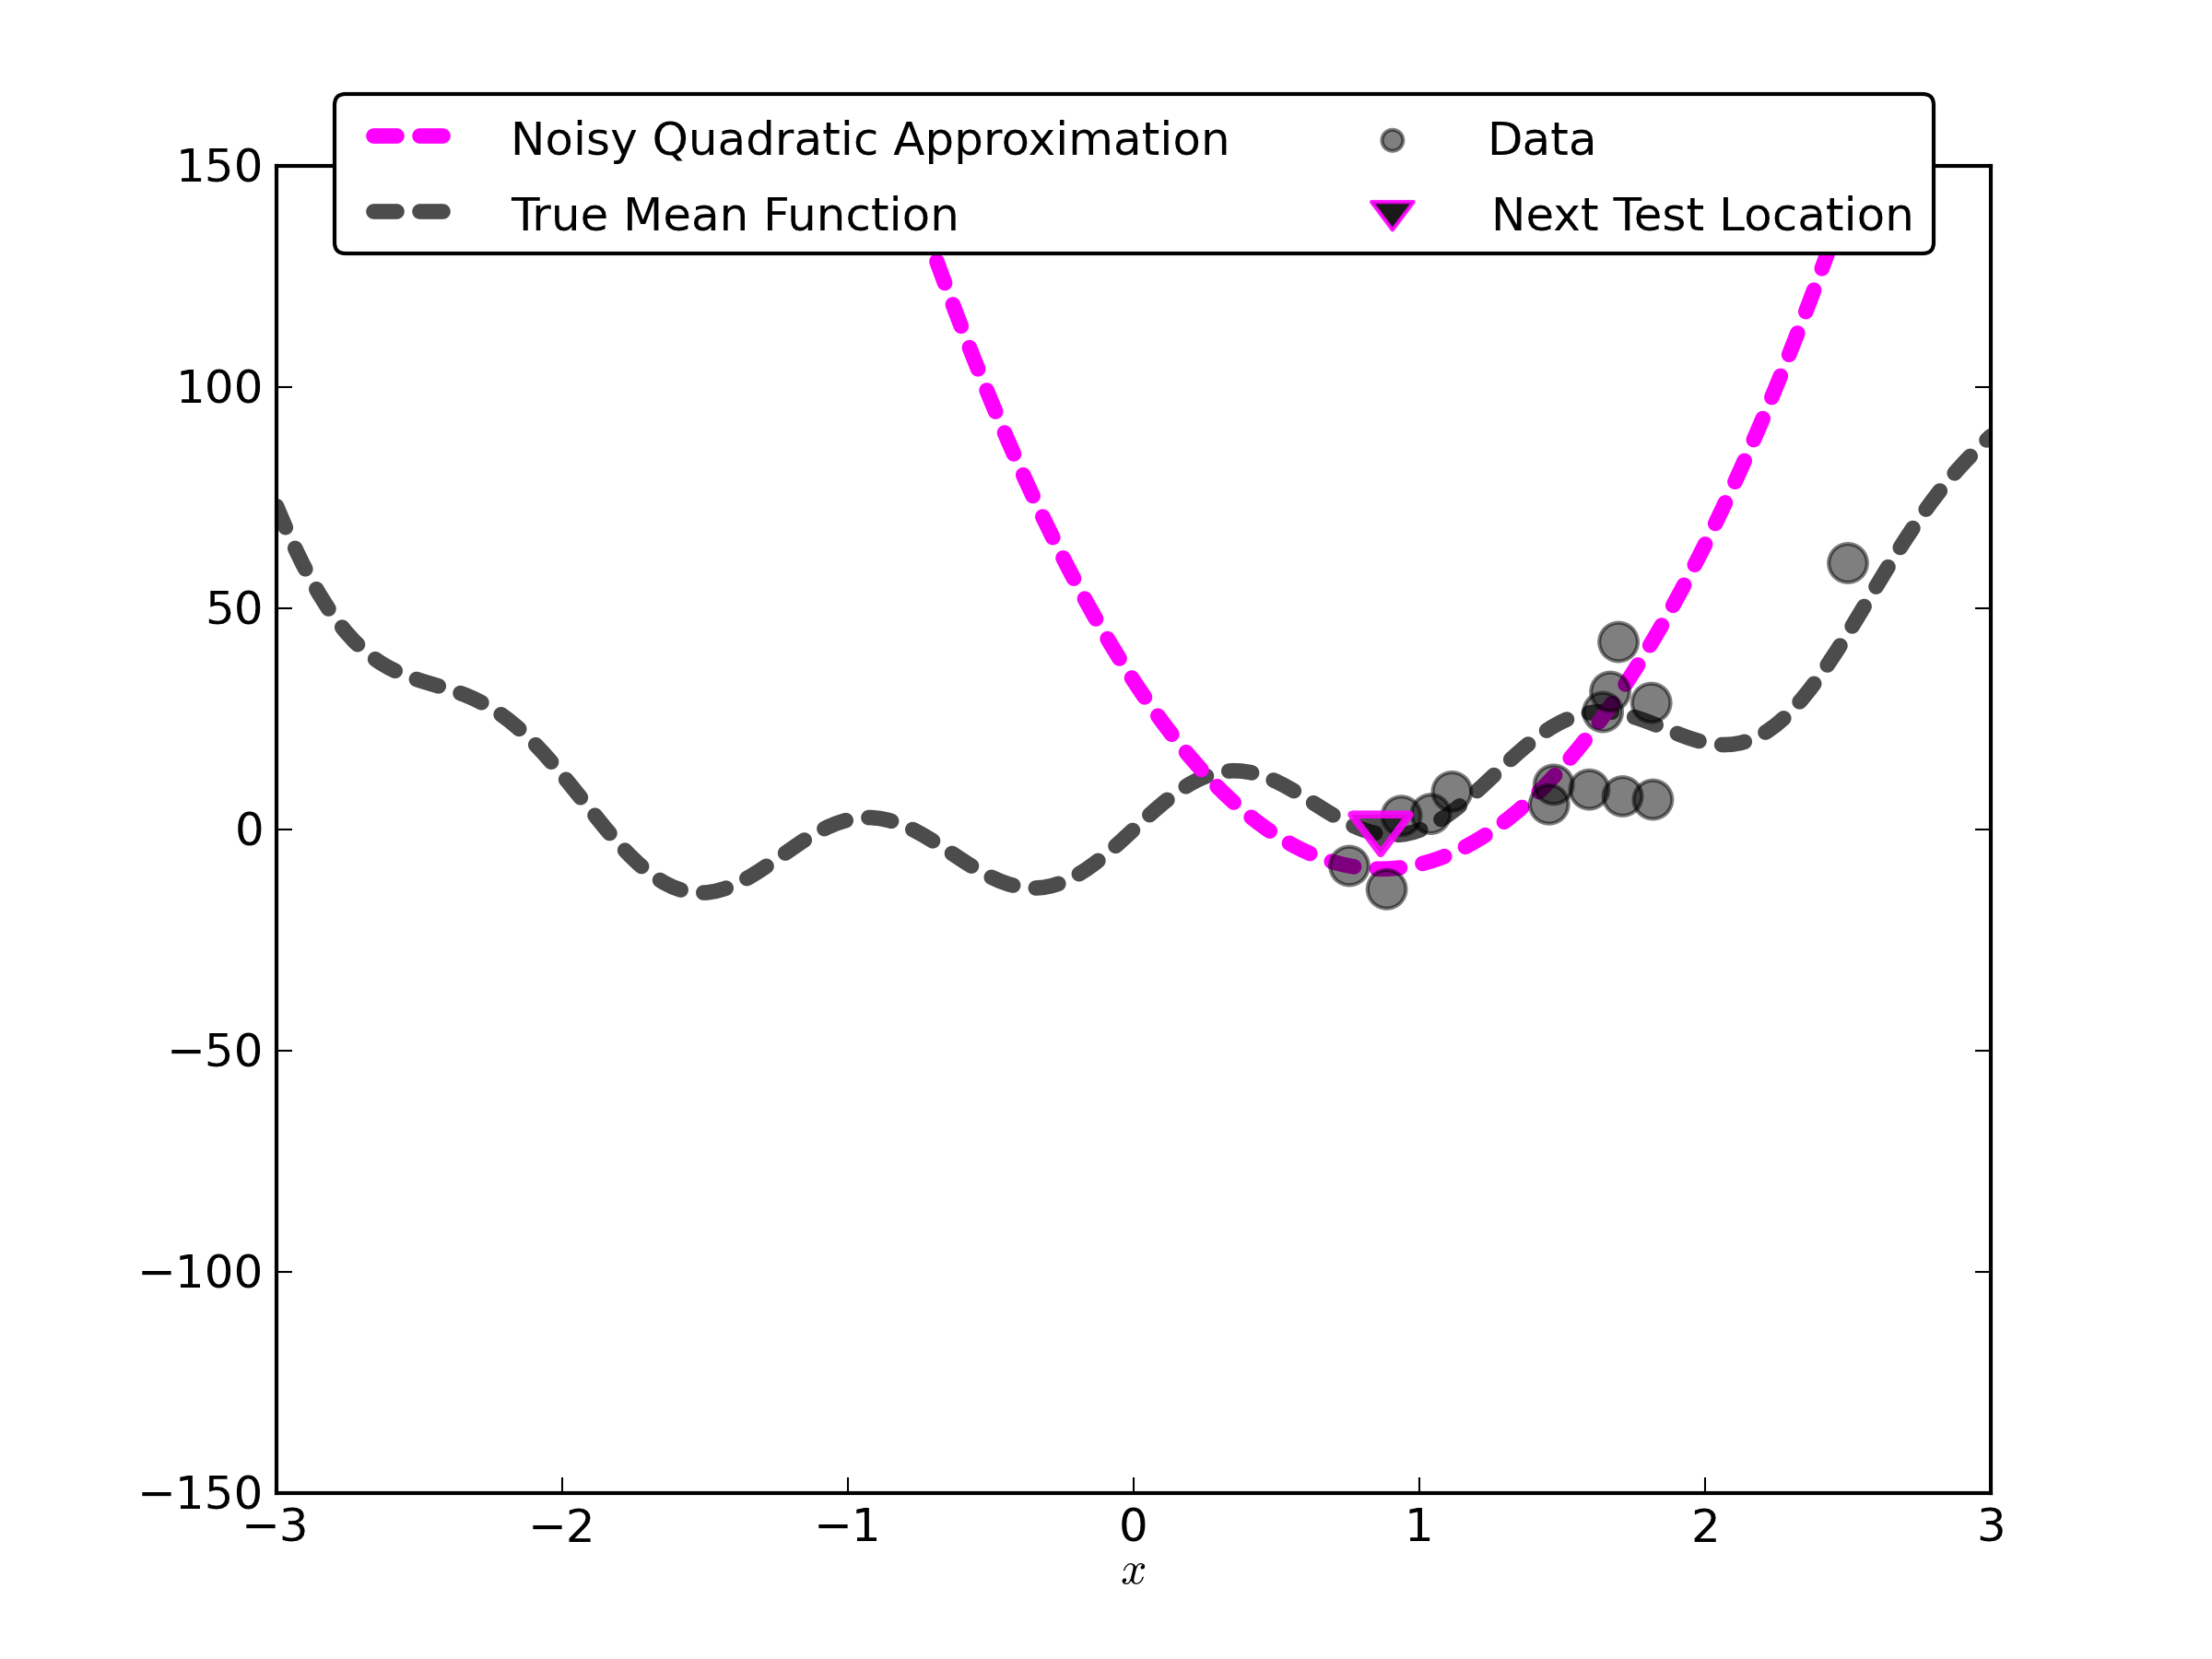 Noisy Quadratic Approximation
True Mean Function
Data
Next Test Location
150
100
50
0
−50
−100
−150
−3 −2 −1 0 1 2 3
x